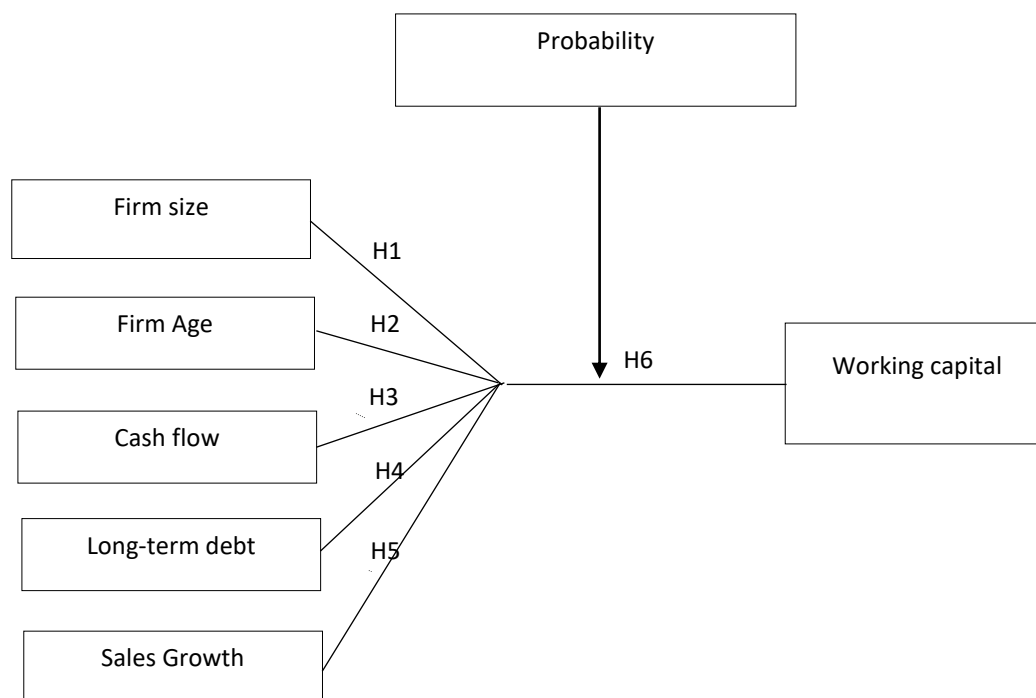 Probability
Firm size
H1
Firm Age
H2
H6
Working capital
H3
Cash flow
H4
Long-term debt
H5
Sales Growth